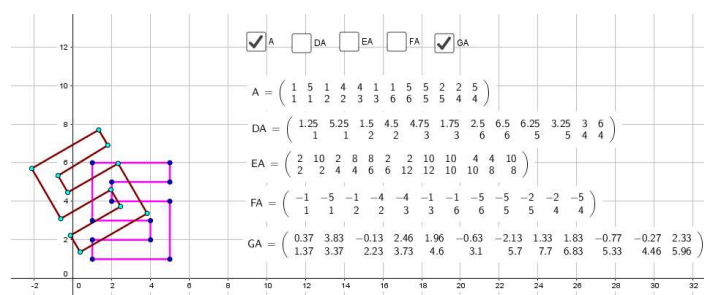 A DA EA FA GA
12
10
8
6
4
2
0
-2 0 2 4 6 8 10 12 14 16 18 20 22 24 26 28 30 32
A = ( 1 5 1 4 4 1 1 5 5 2 2 5
1 1 2 2 3 3 6 6 5 5 4 4 )
DA = ( 1.25 5.25 1.5 4.5 4.75 1.75 2.5 6.5 6.25 3.25 3 6
1 1 2 2 3 3 6 6 5 5 4 4 )
EA = ( 2 10 2 8 8 2 2 10 10 4 4 10
2 2 4 4 6 6 12 12 10 10 8 8 )
FA = ( −1 −5 −1 −4 −4 −1 −1 −5 −5 −2 −2 −5
1 1 2 2 3 3 6 6 5 5 4 4 )
GA = ( 0.37 3.83 −0.13 2.46 1.96 −0.63 −2.13 1.33 1.83 −0.77 −0.27 2.33
1.37 3.37 2.23 3.73 4.6 3.1 5.7 7.7 6.83 5.33 4.46 5.96 )